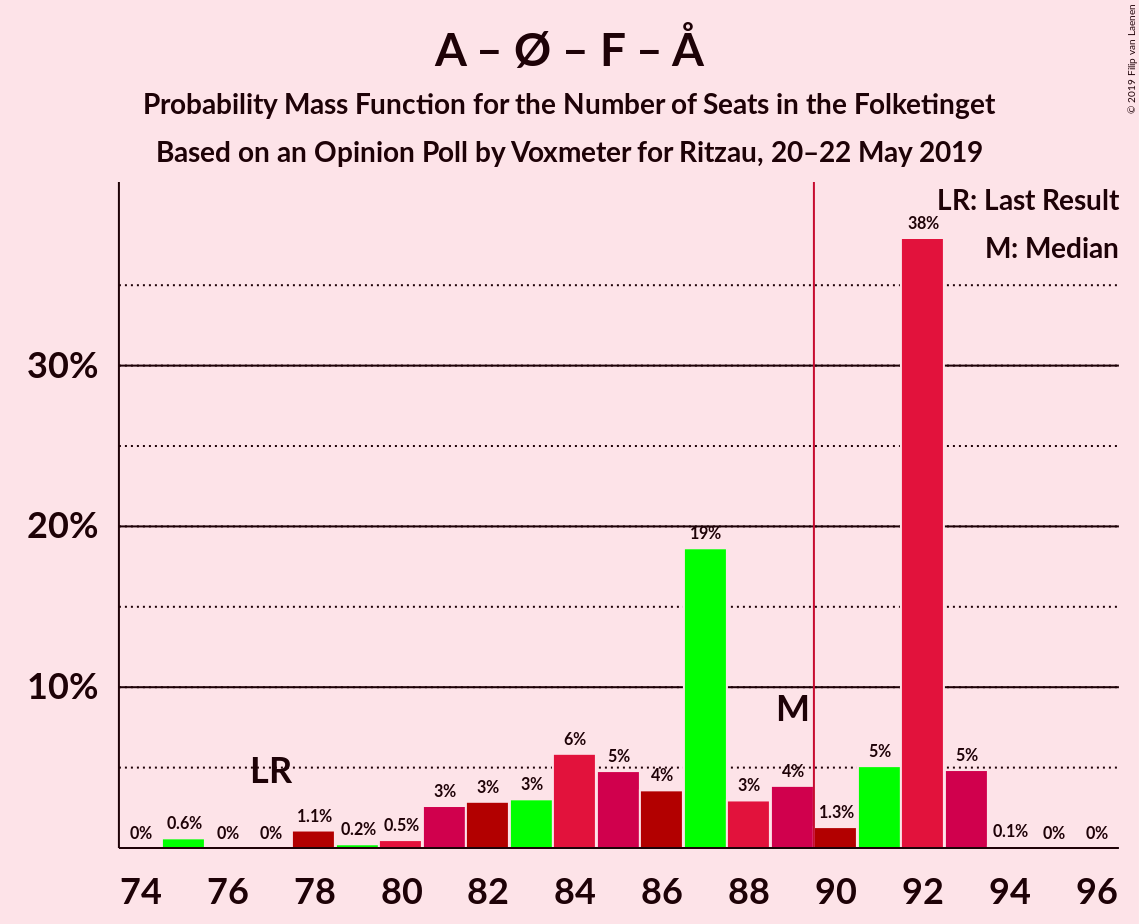 A – Ø – F – Å
Probability Mass Function for the Number of Seats in the Folketinget
Based on an Opinion Poll by Voxmeter for Ritzau, 20–22 May 2019
© 2019 Filip van Laenen
LR: Last Result
M: Median
30%
20%
10%
LR
M
0%
0.6%
0%
0%
1.1%
0.2%
0.5%
3%
3%
3%
6%
5%
4%
19%
3%
4%
1.3%
5%
38%
5%
0.1%
0%
0%
74 76 78 80 82 84 86 88 90 92 94 96